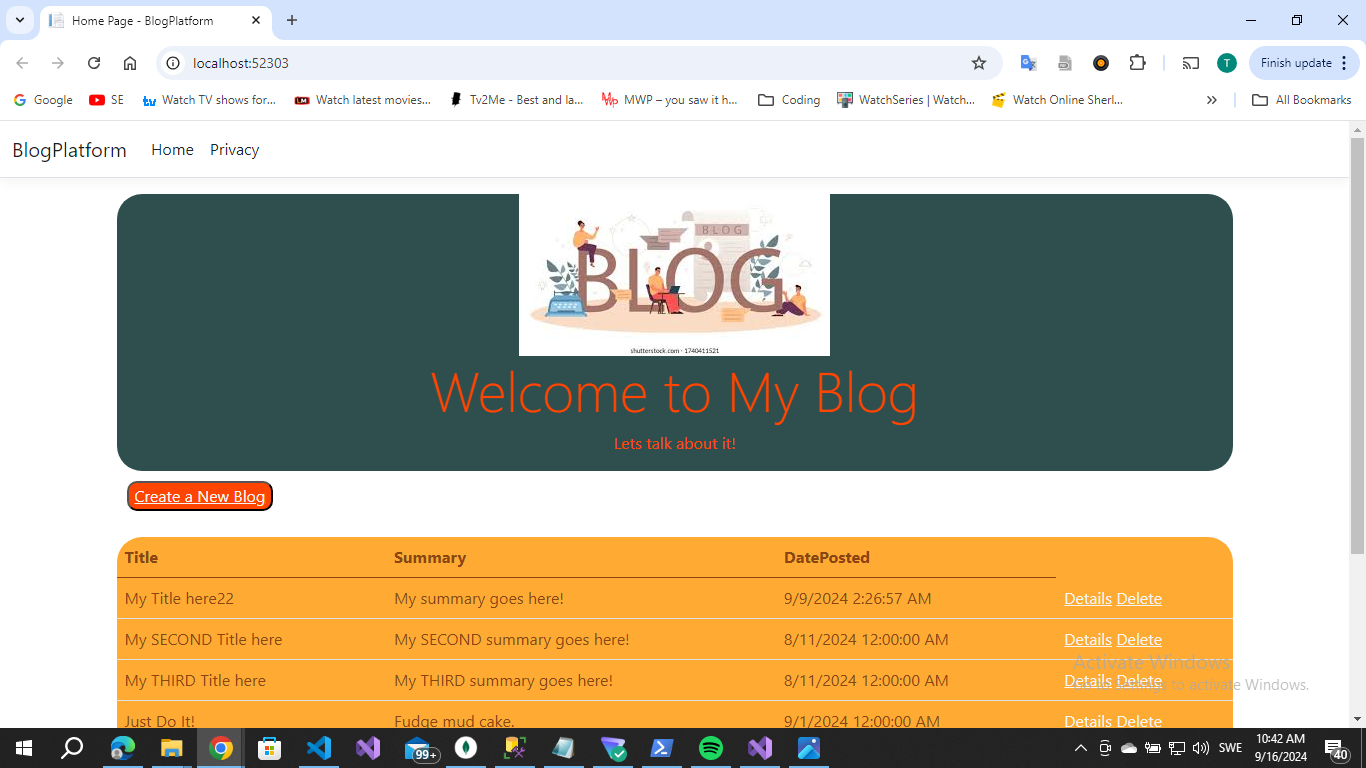 Home Page - BlogPlatform
localhost:52303
T
Finish update
Google
SE
Watch TV shows for...
Watch latest movies...
Tv2Me - Best and la...
MWP – you saw it h...
Coding
WatchSeries | Watch...
Watch Online Sherl...
All Bookmarks
BlogPlatform Home Privacy
BLOG
BLOG
shutterstock.com · 1740411521
Welcome to My Blog
Lets talk about it!
Create a New Blog
Title Summary DatePosted
My Title here22 My summary goes here! 9/9/2024 2:26:57 AM Details Delete
My SECOND Title here My SECOND summary goes here! 8/11/2024 12:00:00 AM Details Delete
Activate Windows
My THIRD Title here My THIRD summary goes here! 8/11/2024 12:00:00 AM Details Delete
to activate Windows.
Just Do It! Fudge mud cake. 9/1/2024 12:00:00 AM Details Delete
99+
SWE
10:42 AM
9/16/2024
40